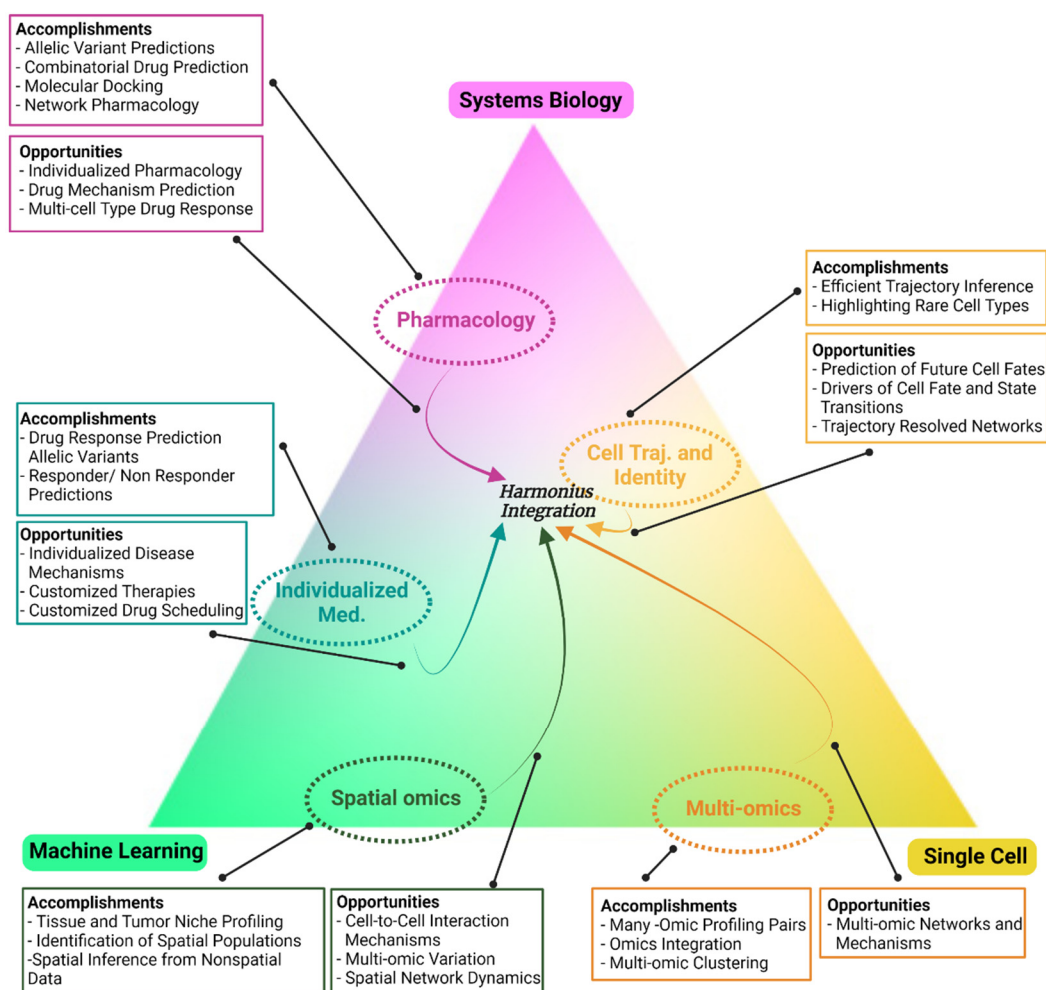 Accomplishments
- Allelic Variant Predictions
- Combinatorial Drug Prediction
- Molecular Docking
- Network Pharmacology
Opportunities
- Individualized Pharmacology
- Drug Mechanism Prediction
- Multi-cell Type Drug Response
Systems Biology
Pharmacology
Accomplishments
- Efficient Trajectory Inference
- Highlighting Rare Cell Types
Opportunities
- Prediction of Future Cell Fates
- Drivers of Cell Fate and State
Transitions
- Trajectory Resolved Networks
Cell Traj. and
Identity
Harmonius
Integration
Accomplishments
- Drug Response Prediction
Allelic Variants
- Responder/ Non Responder
Predictions
Opportunities
- Individualized Disease
Mechanisms
- Customized Therapies
- Customized Drug Scheduling
Individualized
Med.
Spatial omics
Multi-omics
Machine Learning
Single Cell
Accomplishments
- Tissue and Tumor Niche Profiling
- Identification of Spatial Populations
-Spatial Inference from Nonspatial
Data
Opportunities
- Cell-to-Cell Interaction
Mechanisms
- Multi-omic Variation
- Spatial Network Dynamics
Accomplishments
- Many -Omic Profiling Pairs
- Omics Integration
- Multi-omic Clustering
Opportunities
- Multi-omic Networks and
Mechanisms